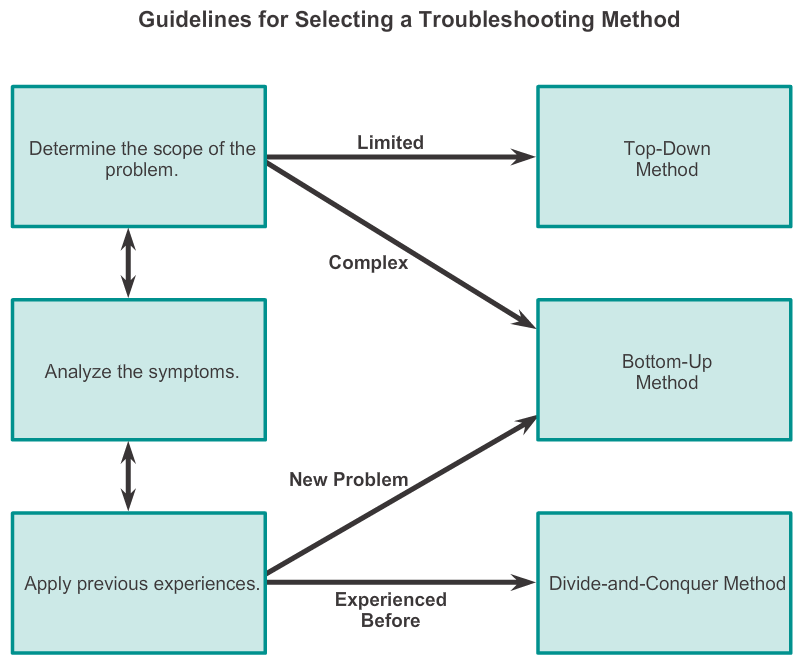 Guidelines for Selecting a Troubleshooting Method
Determine the scope of the
problem.
Limited
Top-Down
Method
Complex
Analyze the symptoms.
Bottom-Up
Method
New Problem
Apply previous experiences.
Experienced
Before
Divide-and-Conquer Method